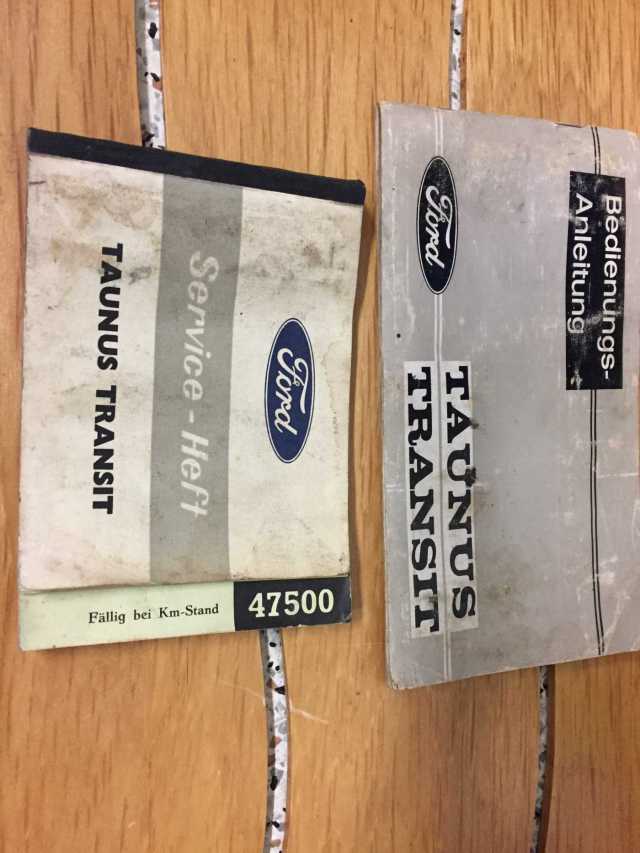 Ford
Service-Heft
TAUNUS TRANSIT
Fällig bei Km-Stand
47500
Bedienungs-
Anleitung
Ford
TAUNUS
TRANSIT